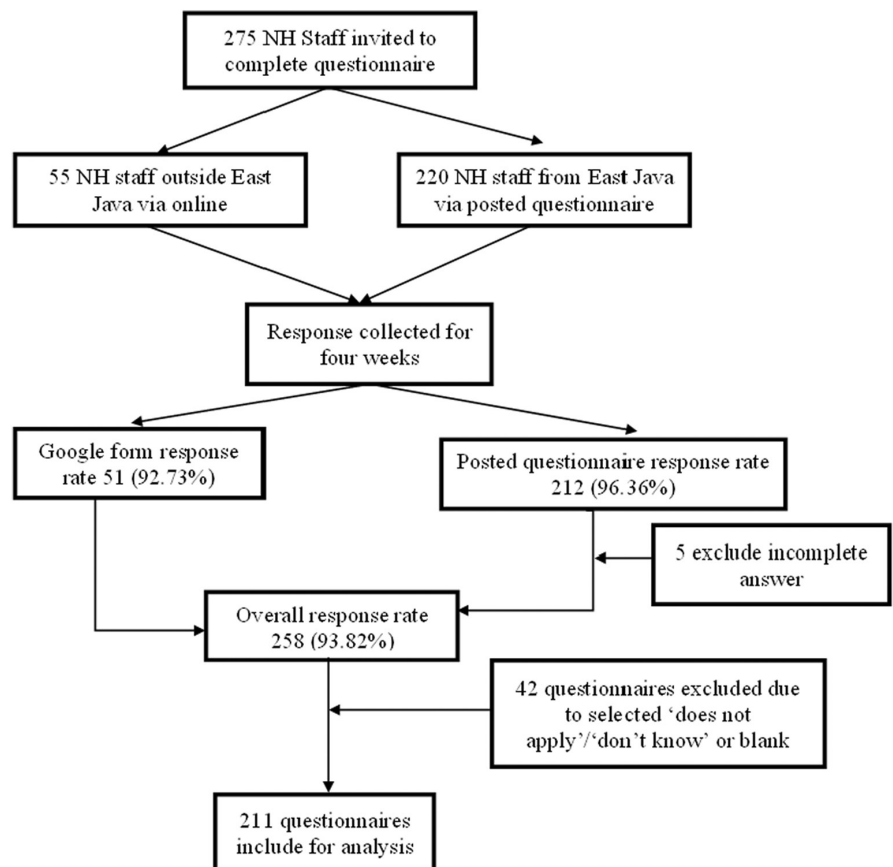 275 NH Staff invited to
complete questionnaire
55 NH staff outside East
Java via online
220 NH staff from East Java
via posted questionnaire
Response collected for
four weeks
Google form response
rate 51 (92.73%)
Posted questionnaire response rate
212 (96.36%)
5 exclude incomplete
answer
Overall response rate
258 (93.82%)
42 questionnaires excluded due
to selected ‘does not
apply’/‘don’t know’ or blank
211 questionnaires
include for analysis